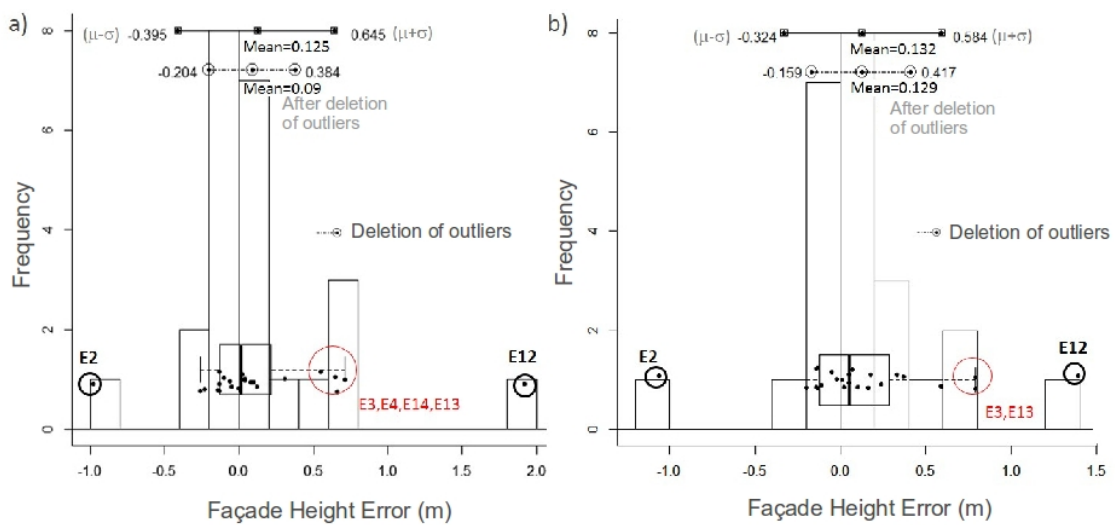 a)
8
6
4
2
0
Frequency
(μ-σ) -0.395
0.645 (μ+σ)
Mean=0.125
-0.204
0.384
Mean=0.09
After deletion
of outliers
Deletion of outliers
E2
E12
E3,E4,E14,E13
-1.0 -0.5 0.0 0.5 1.0 1.5 2.0
Façade Height Error (m)
b)
8
6
4
2
0
Frequency
(μ-σ) -0.324
0.584 (μ+σ)
Mean=0.132
-0.159
0.417
Mean=0.129
After deletion
of outliers
Deletion of outliers
E2
E12
E3,E13
-1.0 -0.5 0.0 0.5 1.0 1.5
Façade Height Error (m)